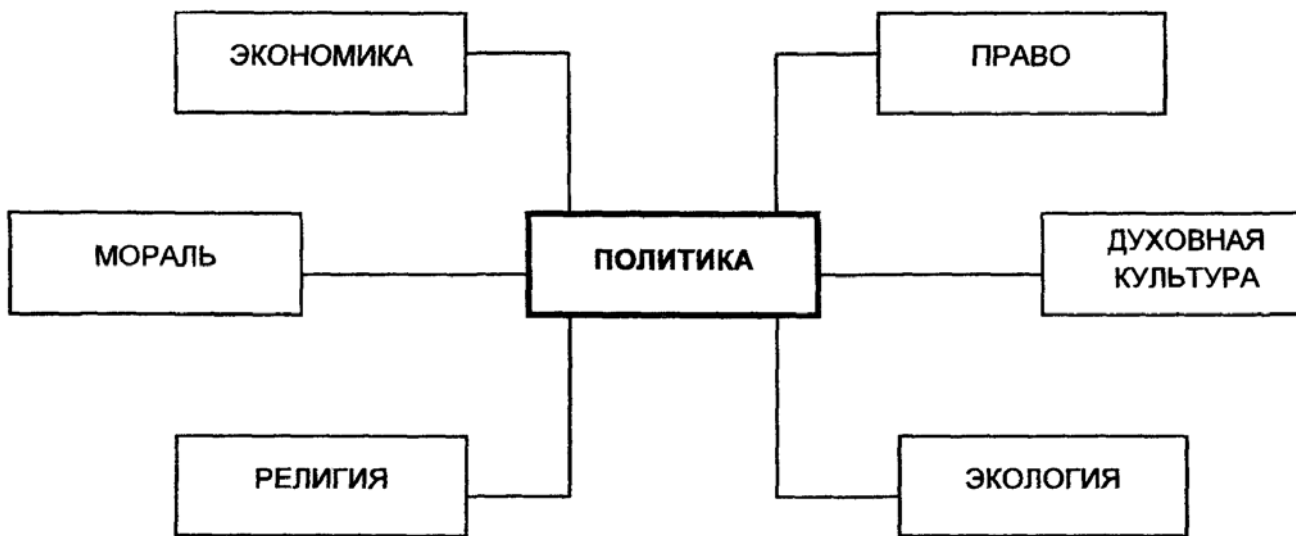 ЭКОНОМИКА
ПРАВО
МОРАЛЬ
ПОЛИТИКА
ДУХОВНАЯ
КУЛЬТУРА
РЕЛИГИЯ
ЭКОЛОГИЯ